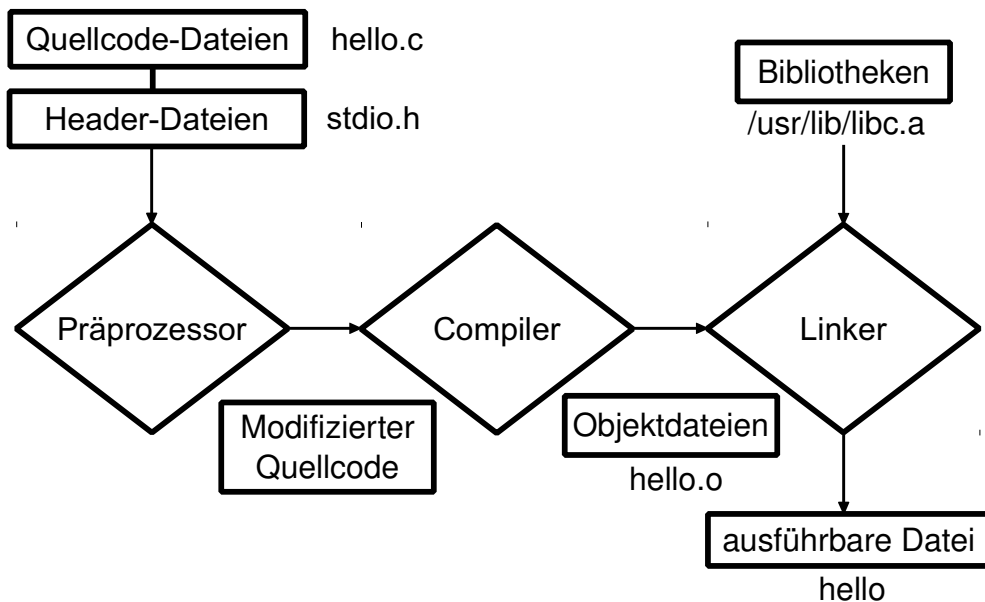 Quellcode-Dateien
hello.c
Header-Dateien
stdio.h
Bibliotheken
/usr/lib/libc.a
Präprozessor
Compiler
Linker
Modifizierter
Quellcode
Objektdateien
hello.o
ausführbare Datei
hello